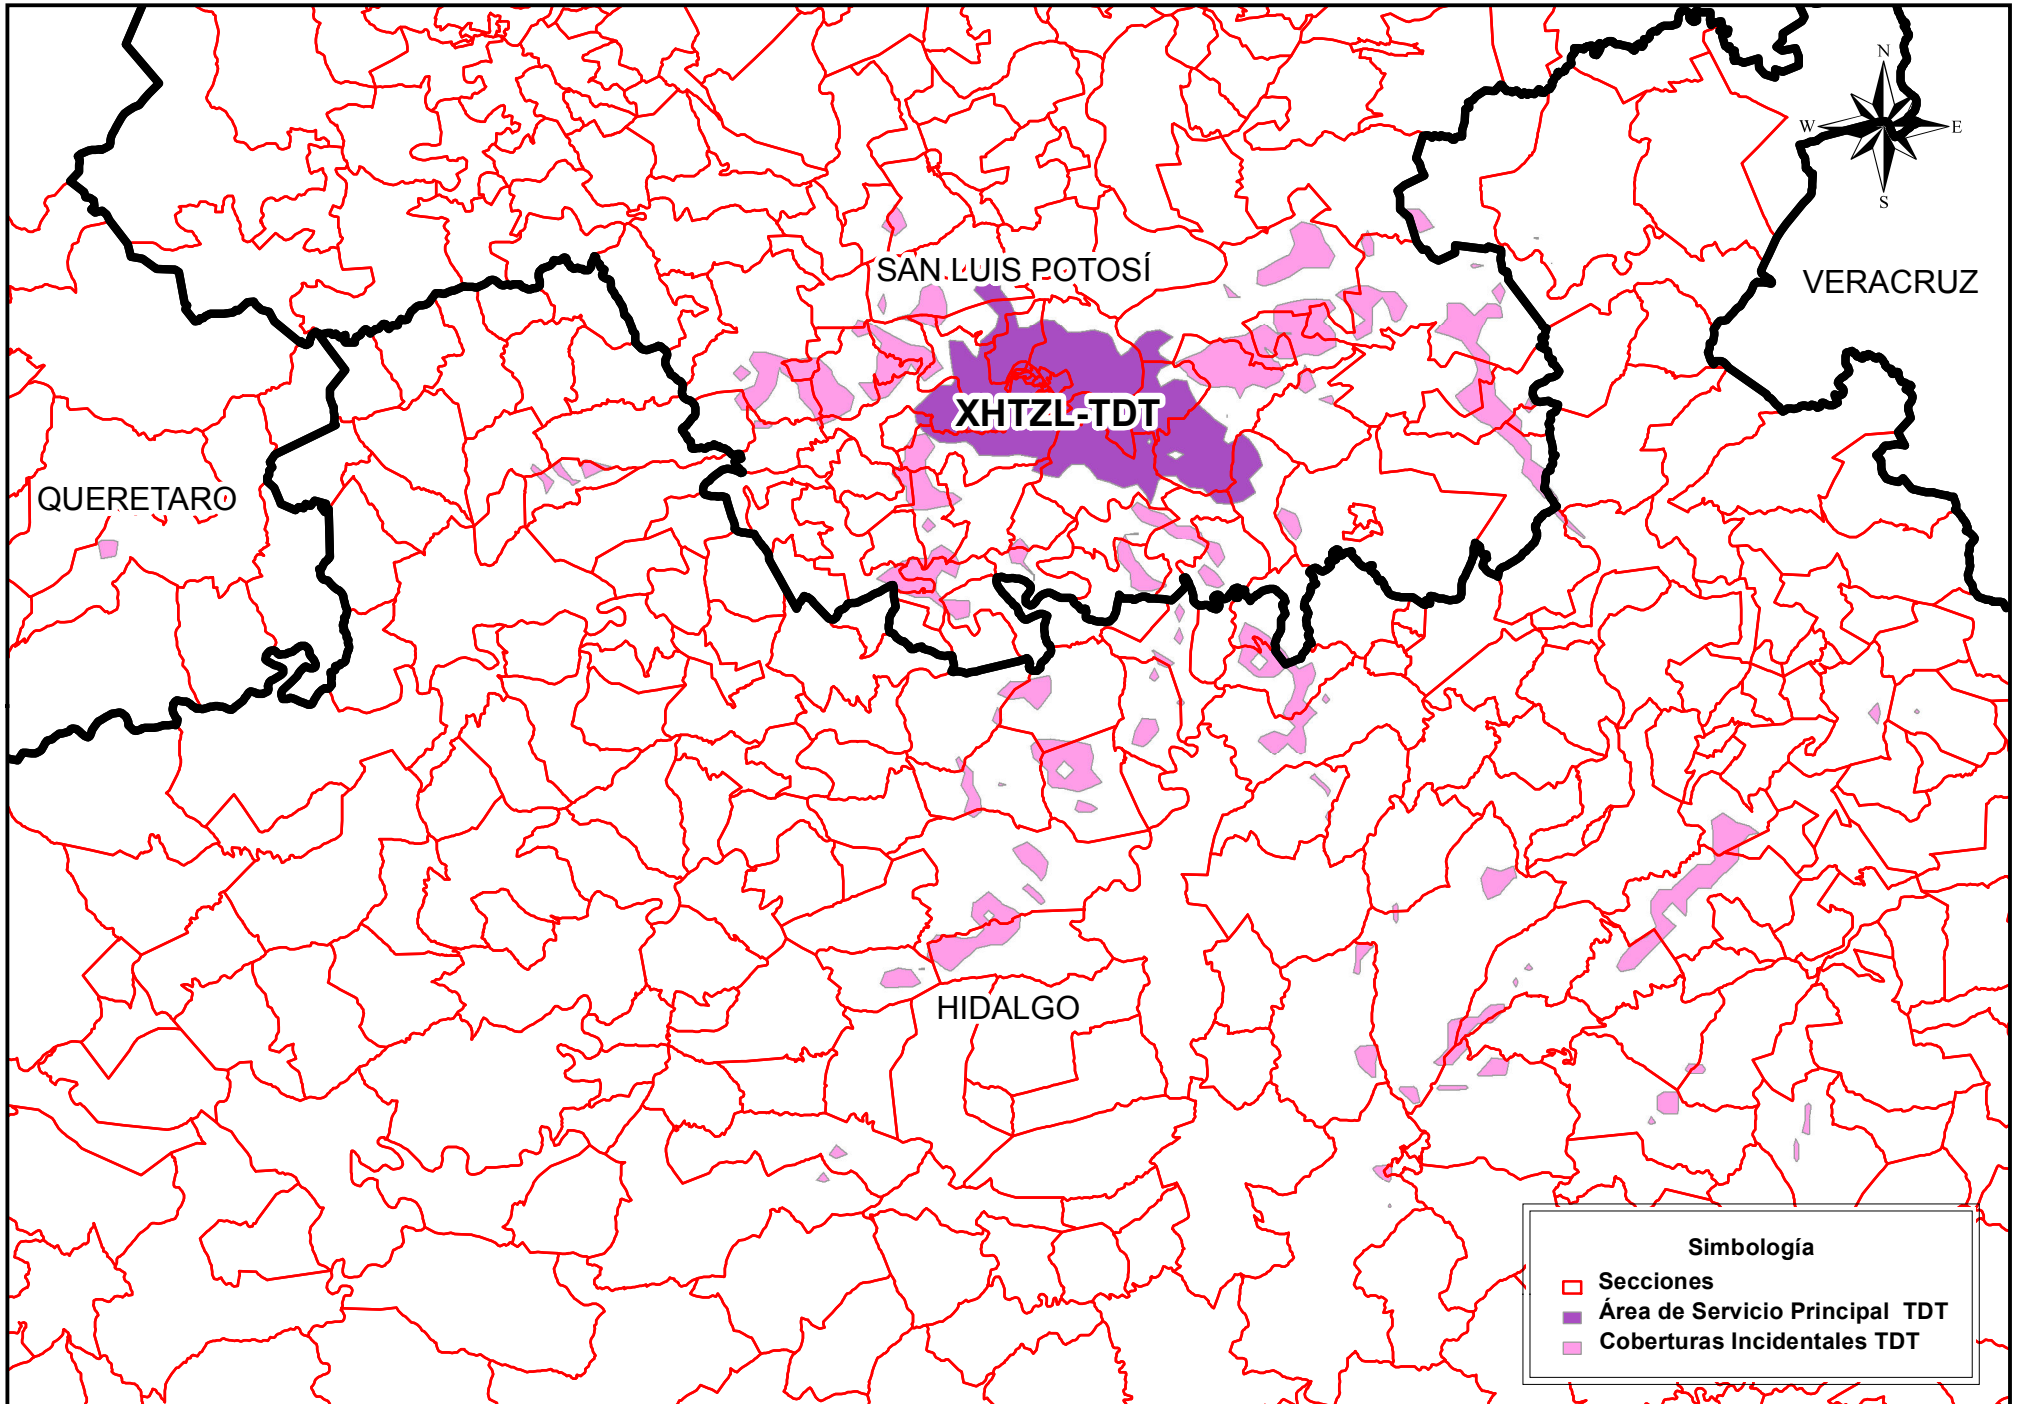 N
W
E
S
SAN LUIS POTOSÍ
VERACRUZ
XHTZL-TDT
QUERETARO
HIDALGO
Simbología
Secciones
Área de Servicio Principal TDT
Coberturas Incidentales TDT